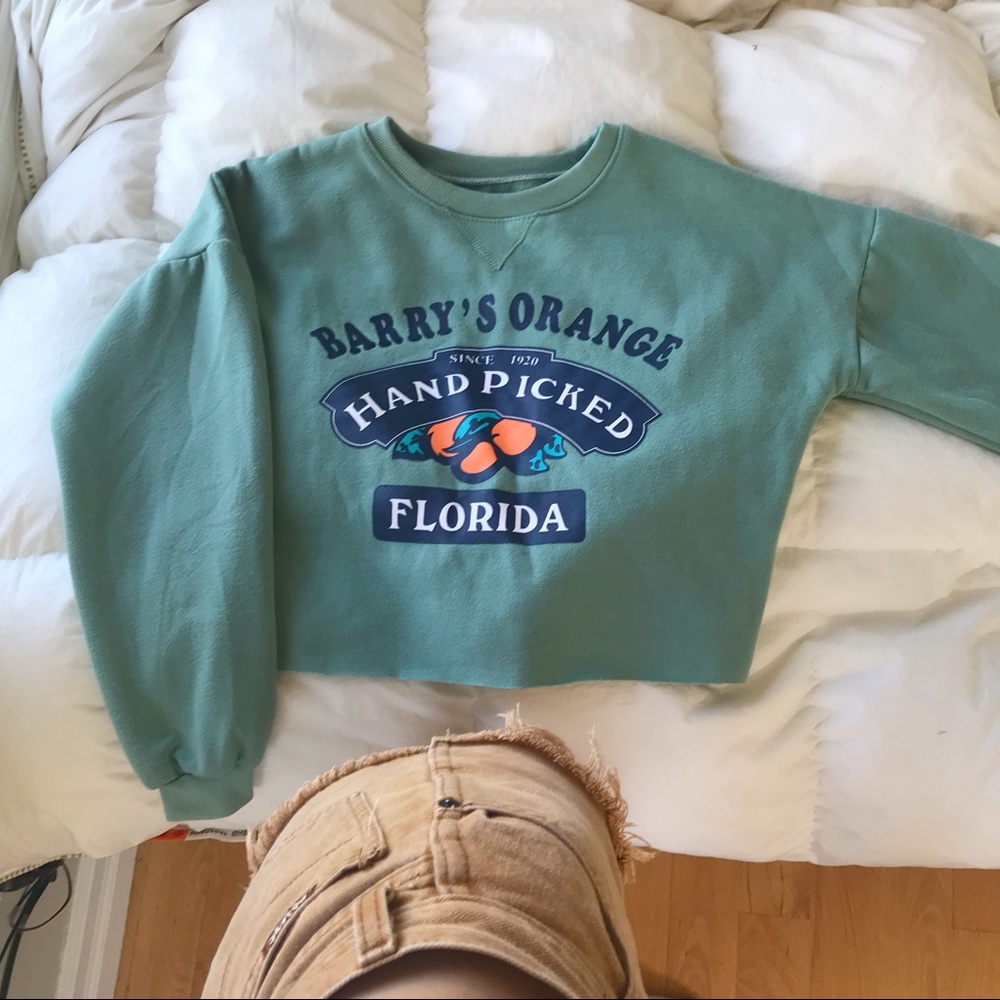 BARRY'S ORANGE
SINCE 1920
HAND PICKED
FLORIDA